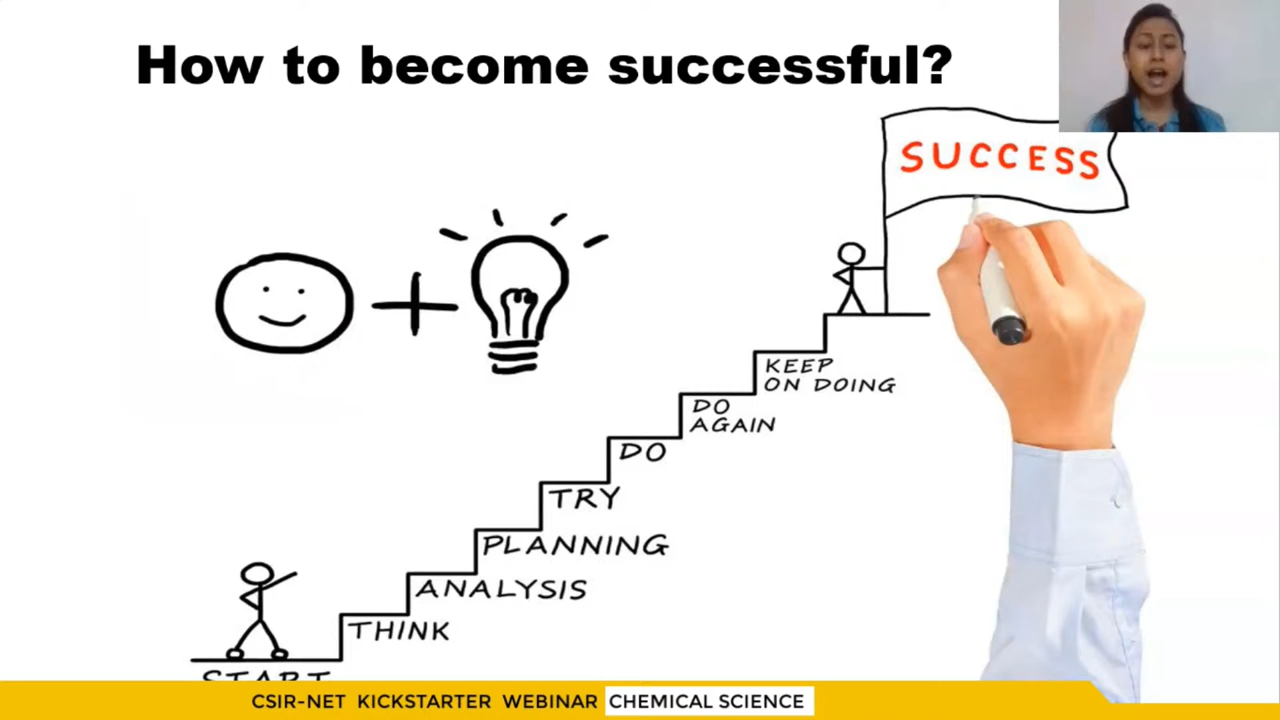 How to become successful?
SUCCESS
KEEP
ON DOING
DO
AGAIN
DO
TRY
PLANNING
ANALYSIS
THINK
START
CSIR-NET KICKSTARTER WEBINAR CHEMICAL SCIENCE